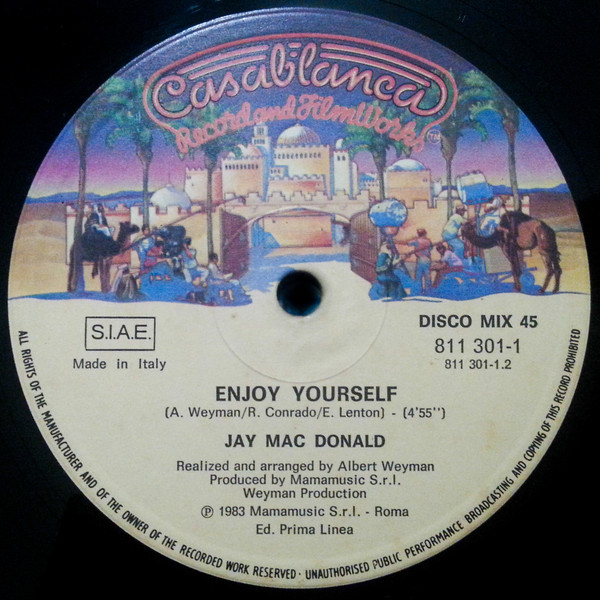 Casablanca
Record and FilmWorks
S.I.A.E.
Made in Italy
DISCO MIX 45
811 301-1
811 301-1.2
ENJOY YOURSELF
(A. Weyman/R. Conrado/E. Lenton) - (4'55'')
JAY MAC DONALD
Realized and arranged by Albert Weyman
Produced by Mamamusic S.r.l.
Weyman Production
℗ 1983 Mamamusic S.r.l. - Roma
Ed. Prima Linea
ALL RIGHTS OF THE MANUFACTURER AND OF THE OWNER OF THE RECORDED WORK RESERVED · UNAUTHORISED PUBLIC PERFORMANCE BROADCASTING AND COPYING OF THIS RECORD PROHIBITED